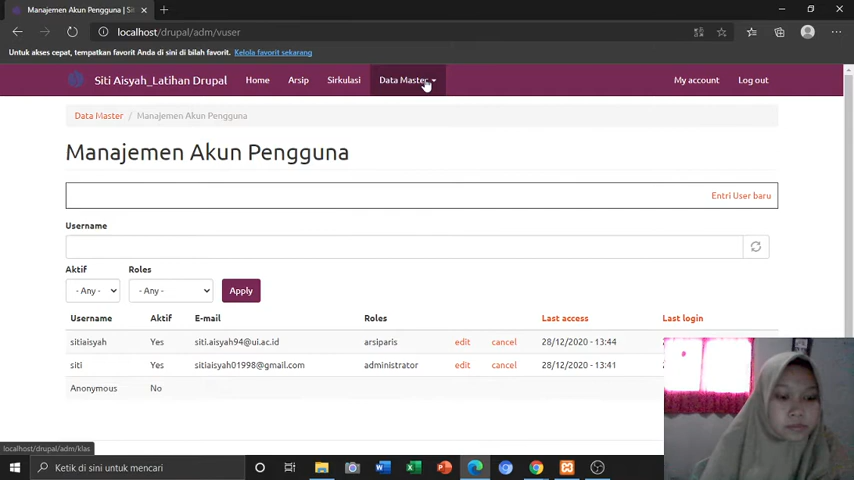 Manajemen Akun Pengguna | Si
localhost/drupal/adm/vuser
Untuk akses cepat, tempatkan favorit Anda di sini di bilah favorit. Kelola favorit sekarang
Siti Aisyah_Latihan Drupal Home Arsip Sirkulasi Data Master My account Log out
Data Master / Manajemen Akun Pengguna
Manajemen Akun Pengguna
Entri User baru
Username
Aktif Roles
- Any - - Any - Apply
Username Aktif E-mail Roles Last access Last login
sitiaisyah Yes siti.aisyah94@ui.ac.id arsiparis edit cancel 28/12/2020 - 13:44
siti Yes sitiaisyah01998@gmail.com administrator edit cancel 28/12/2020 - 13:41
Anonymous No
localhost/drupal/adm/klas
Ketik di sini untuk mencari